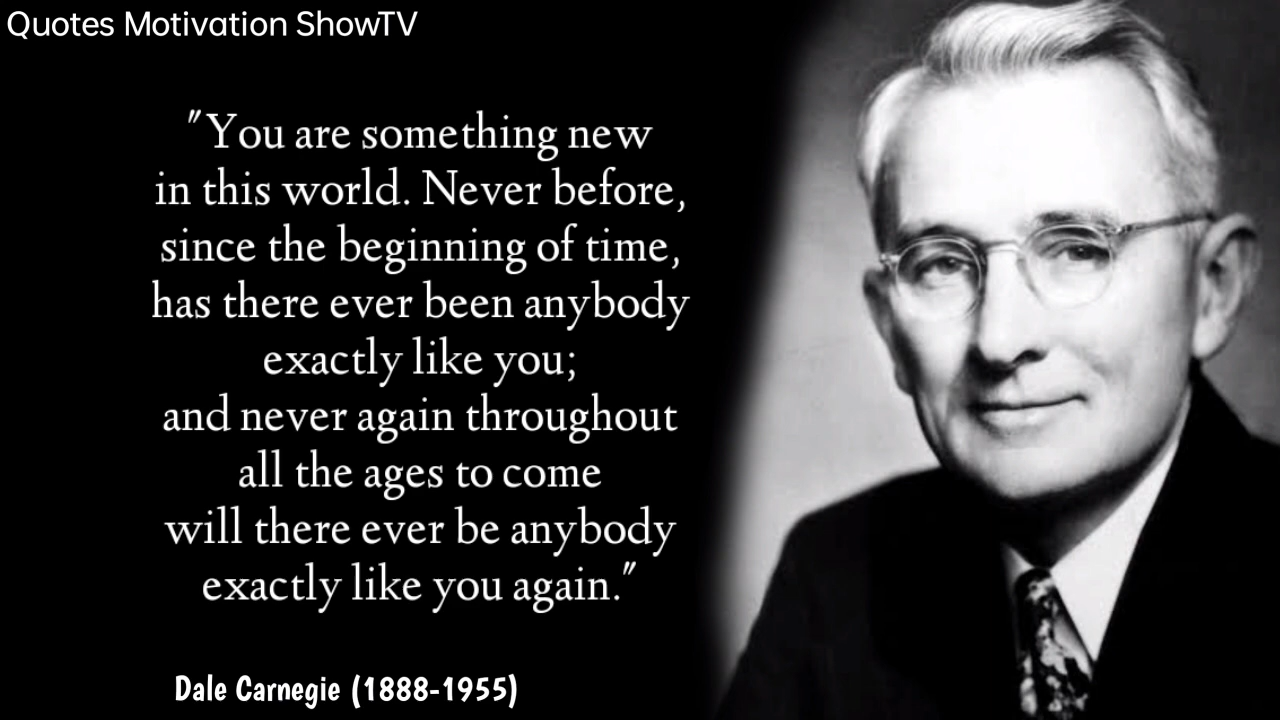 Quotes Motivation ShowTV
"You are something new
in this world. Never before,
since the beginning of time,
has there ever been anybody
exactly like you;
and never again throughout
all the ages to come
will there ever be anybody
exactly like you again."
Dale Carnegie (1888-1955)